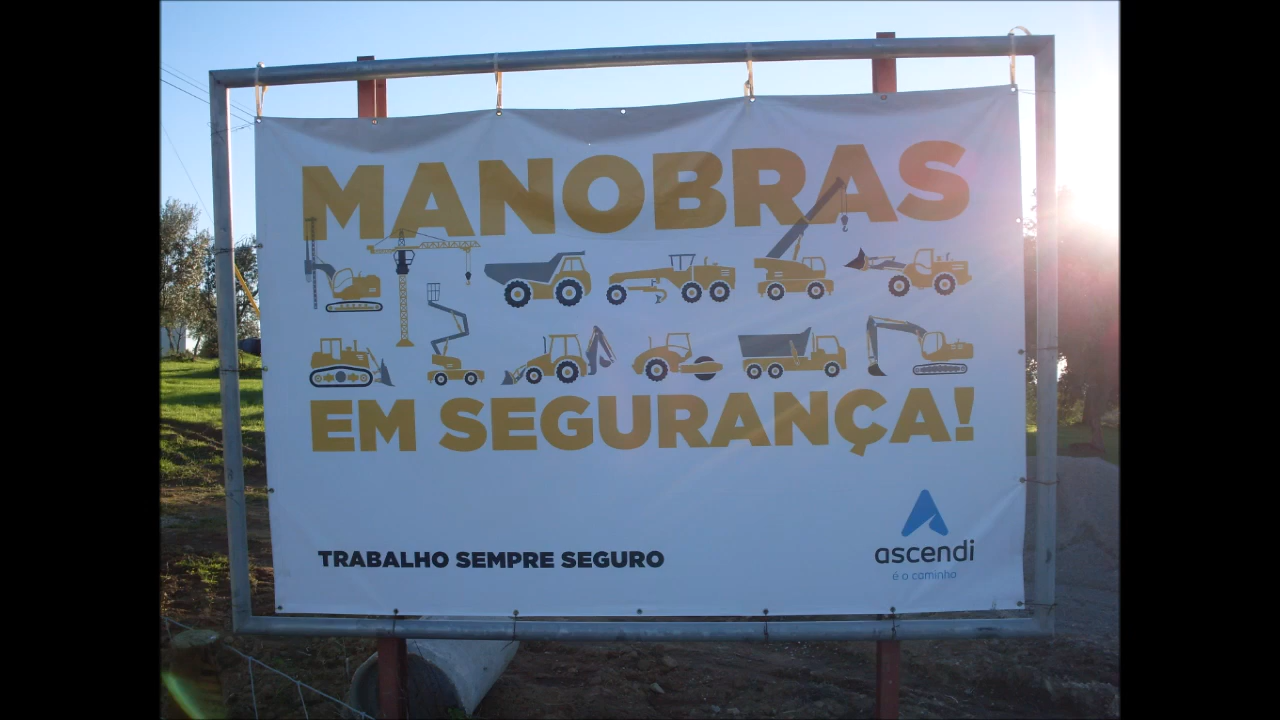 MANOBRAS
EM SEGURANÇA!
TRABALHO SEMPRE SEGURO
ascendi
é o caminho